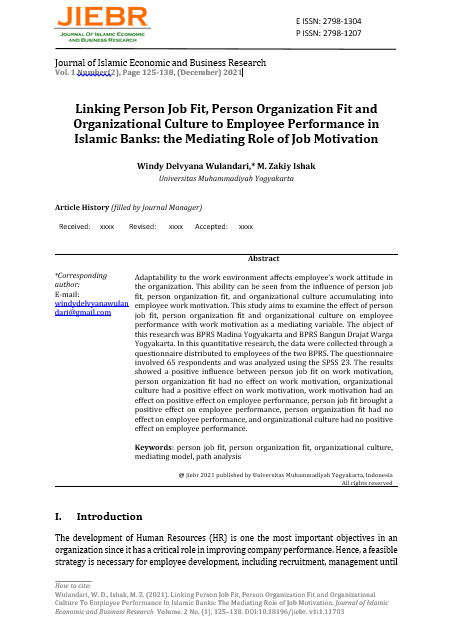 JIEBR
JOURNAL OF ISLAMIC ECONOMIC
AND BUSINESS RESEARCH
E ISSN: 2798-1304
P ISSN: 2798-1207
Journal of Islamic Economic and Business Research
Vol. 1 Number(2), Page 125-138, (December) 2021
Linking Person Job Fit, Person Organization Fit and
Organizational Culture to Employee Performance in
Islamic Banks: the Mediating Role of Job Motivation
Windy Delvyana Wulandari,* M. Zakiy Ishak
Universitas Muhammadiyah Yogyakarta
Article History (filled by Journal Manager)
Received: xxxx Revised: xxxx Accepted: xxxx
Abstract
*Corresponding
author:
E-mail:
windydelvyanawulan
dari@gmail.com
Adaptability to the work environment affects employee's work attitude in
the organization. This ability can be seen from the influence of person job
fit, person organization fit, and organizational culture accumulating into
employee work motivation. This study aims to examine the effect of person
job fit, person organization fit and organizational culture on employee
performance with work motivation as a mediating variable. The object of
this research was BPRS Madina Yogyakarta and BPRS Bangun Drajat Warga
Yogyakarta. In this quantitative research, the data were collected through a
questionnaire distributed to employees of the two BPRS. The questionnaire
involved 65 respondents and was analyzed using the SPSS 23. The results
showed a positive influence between person job fit on work motivation,
person organization fit had no effect on work motivation, organizational
culture had a positive effect on work motivation, work motivation had an
effect on positive effect on employee performance, person job fit brought a
positive effect on employee performance, person organization fit had no
effect on employee performance, and organizational culture had no positive
effect on employee performance.
Keywords: person job fit, person organization fit, organizational culture,
mediating model, path analysis
@ jiebr 2021 published by Universitas Muhammadiyah Yogyakarta, Indonesia
All rights reserved
I. Introduction
The development of Human Resources (HR) is one the most important objectives in an
organization since it has a critical role in improving company performance. Hence, a feasible
strategy is necessary for employee development, including recruitment, management until
How to cite:
Wulandari, W. D., Ishak, M. Z. (2021). Linking Person Job Fit, Person Organization Fit and Organizational
Culture To Employee Performance In Islamic Banks: The Mediating Role of Job Motivation. Journal of Islamic
Economic and Business Research. Volume. 2 No. (1), 125–138. DOI:10.18196/jiebr. v1i1.11703